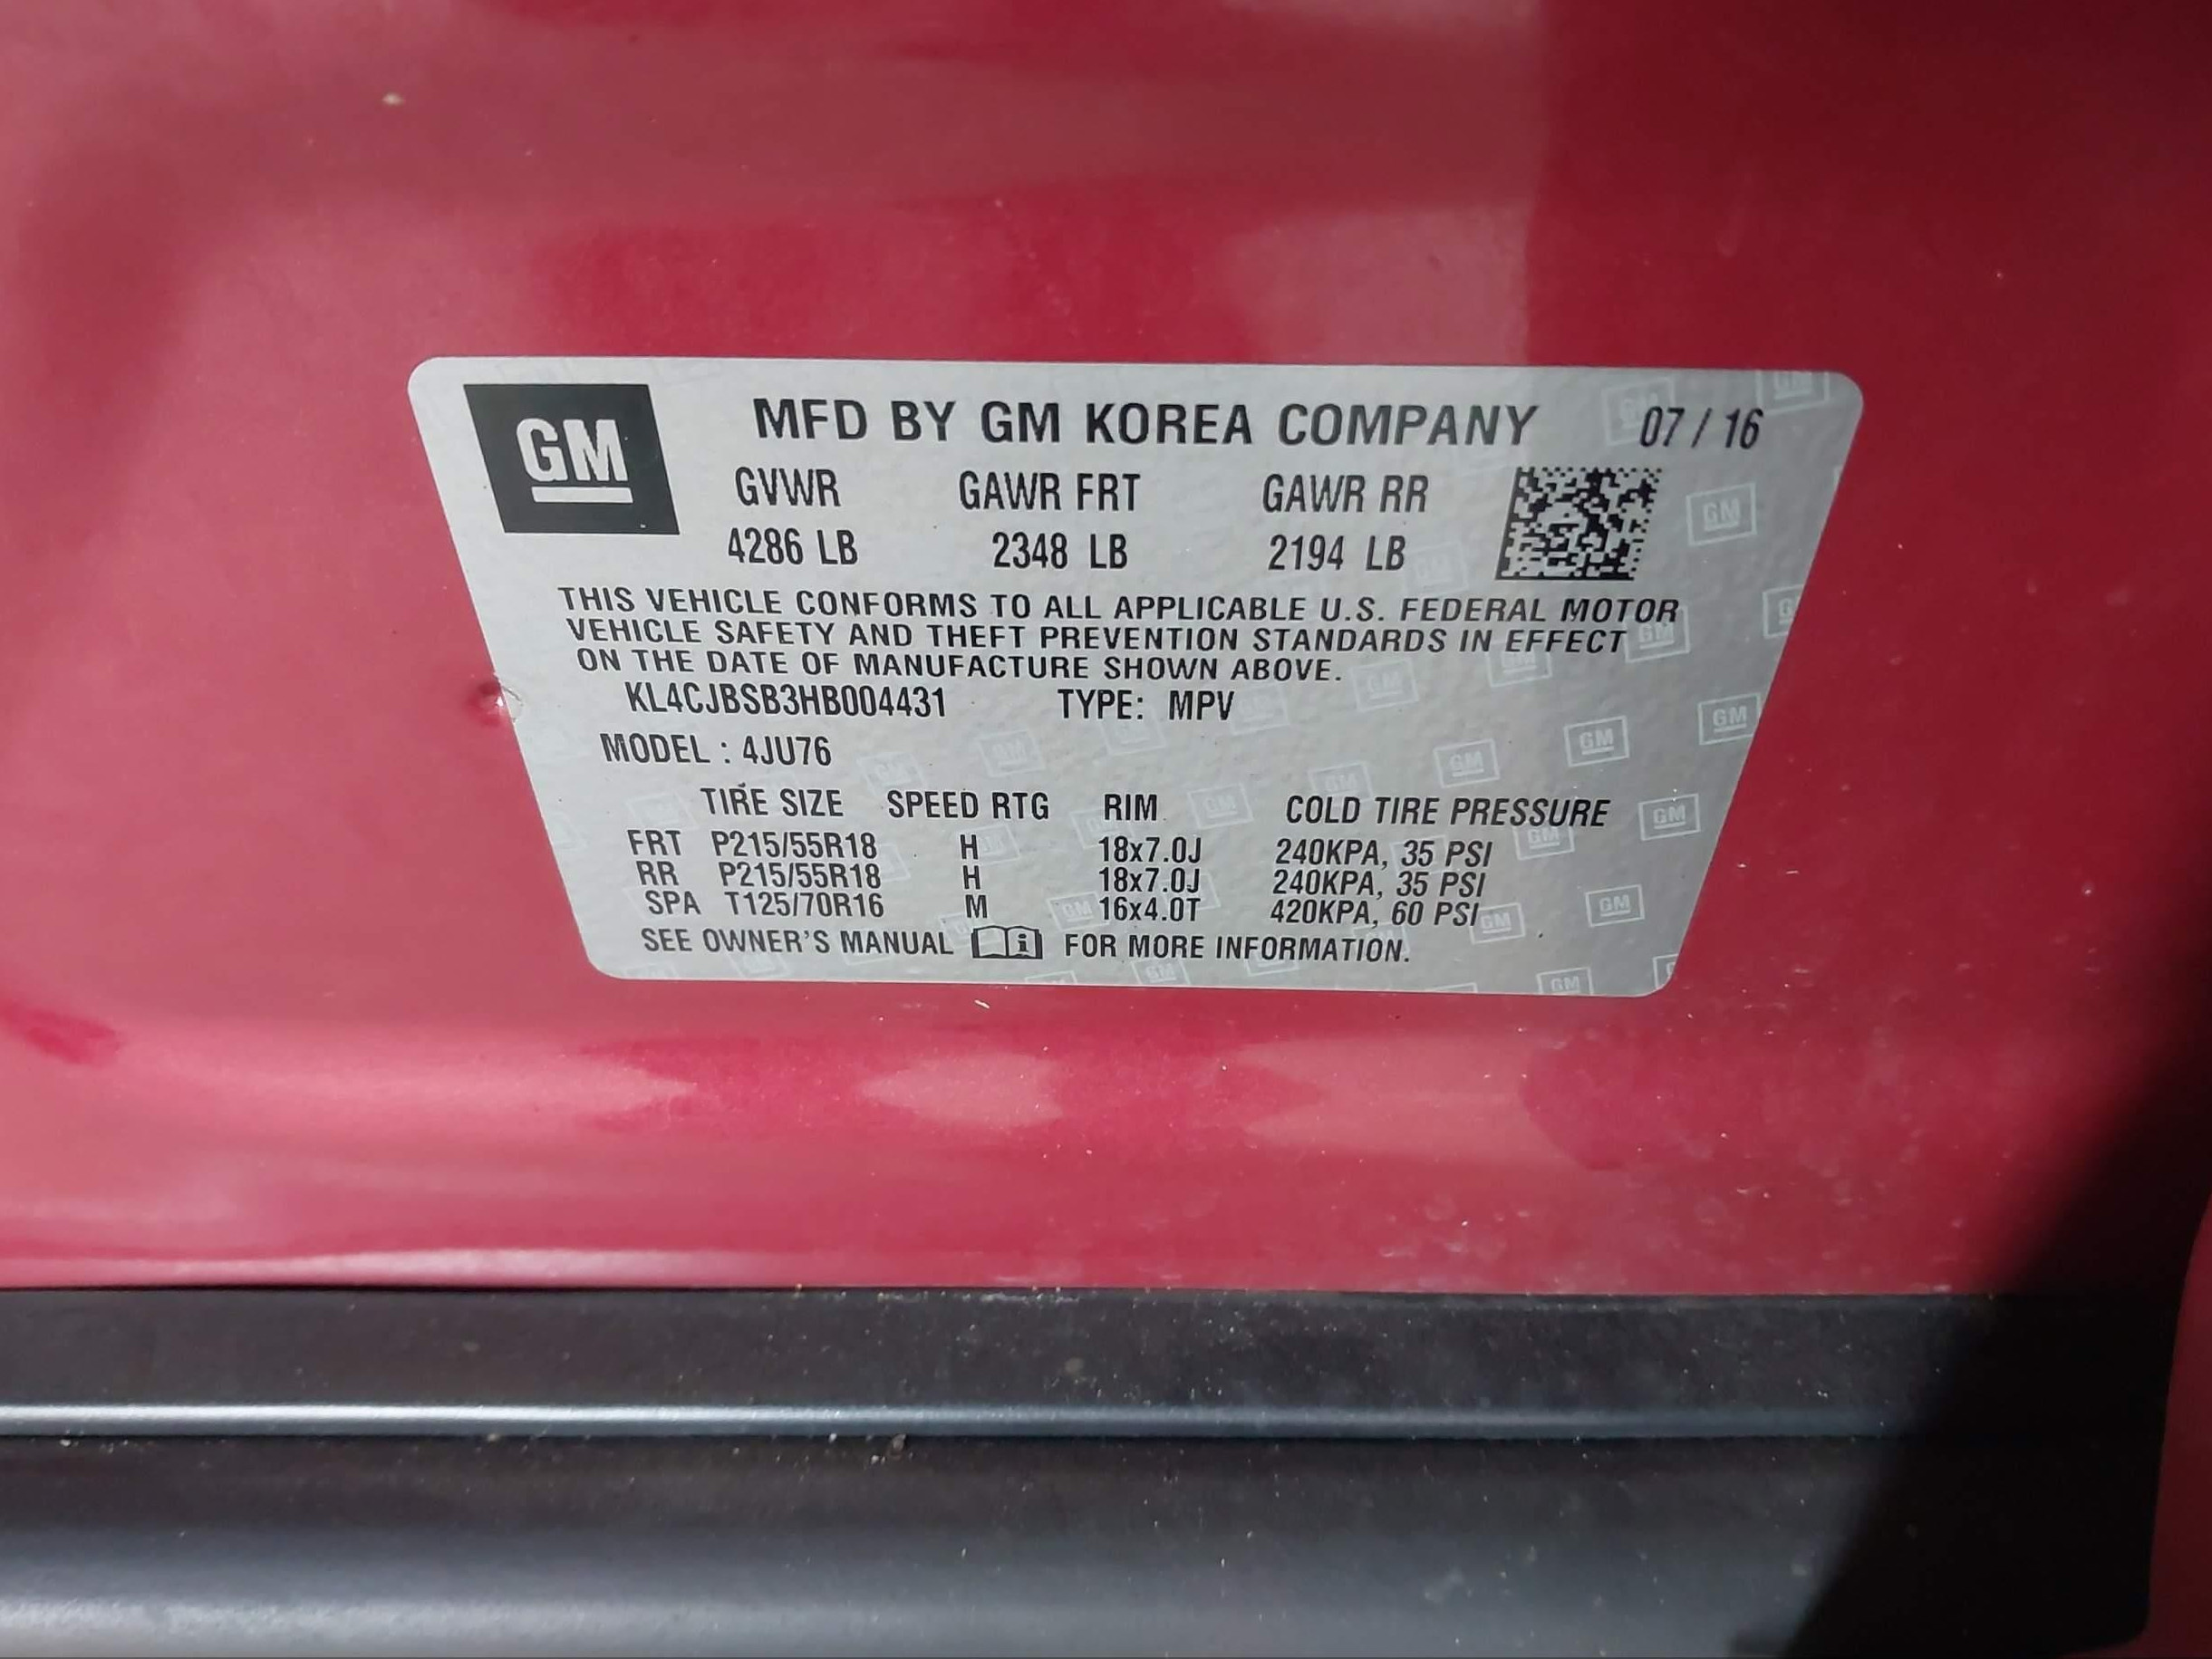 GM MFD BY GM KOREA COMPANY 07 / 16
GVWR GAWR FRT GAWR RR
4286 LB 2348 LB 2194 LB
THIS VEHICLE CONFORMS TO ALL APPLICABLE U.S. FEDERAL MOTOR
VEHICLE SAFETY AND THEFT PREVENTION STANDARDS IN EFFECT
ON THE DATE OF MANUFACTURE SHOWN ABOVE.
KL4CJBSB3HB004431 TYPE: MPV
MODEL : 4JU76
TIRE SIZE SPEED RTG RIM COLD TIRE PRESSURE
FRT P215/55R18 H 18x7.0J 240KPA, 35 PSI
RR P215/55R18 H 18x7.0J 240KPA, 35 PSI
SPA T125/70R16 M 16x4.0T 420KPA, 60 PSI
SEE OWNER'S MANUAL i FOR MORE INFORMATION.